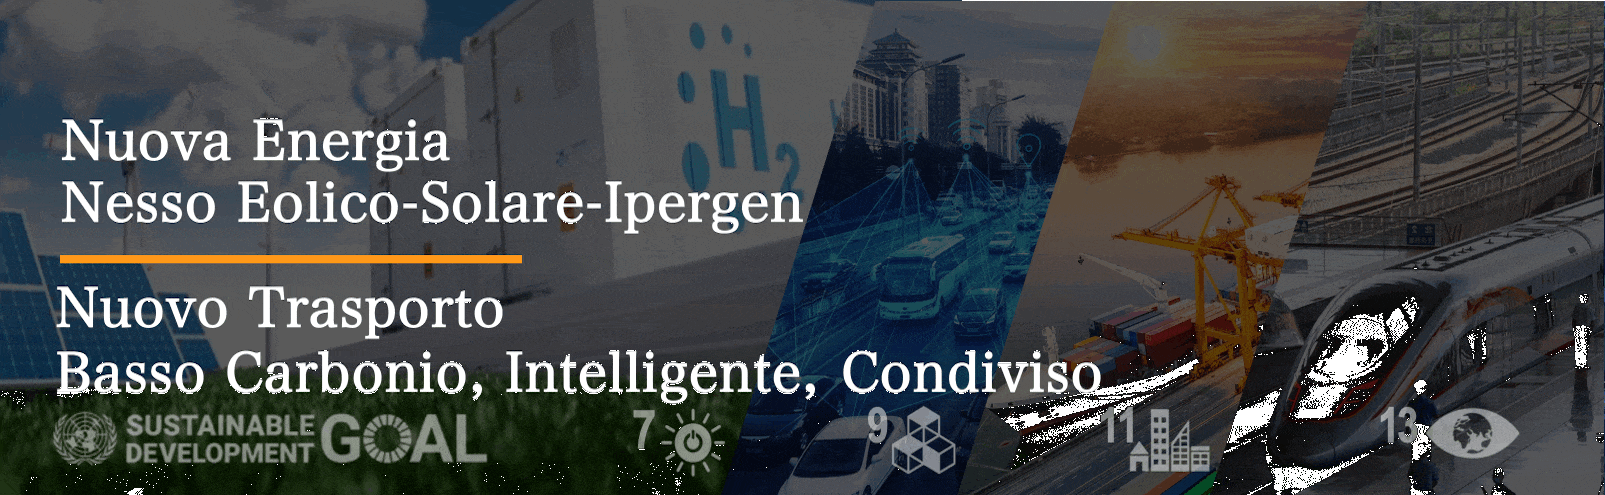 H2
Nuova Energia
Nesso Eolico-Solare-Ipergen
Nuovo Trasporto
Basso Carbonio, Intelligente, Condiviso
SUSTAINABLE
DEVELOPMENT GOAL
7
9
11
13